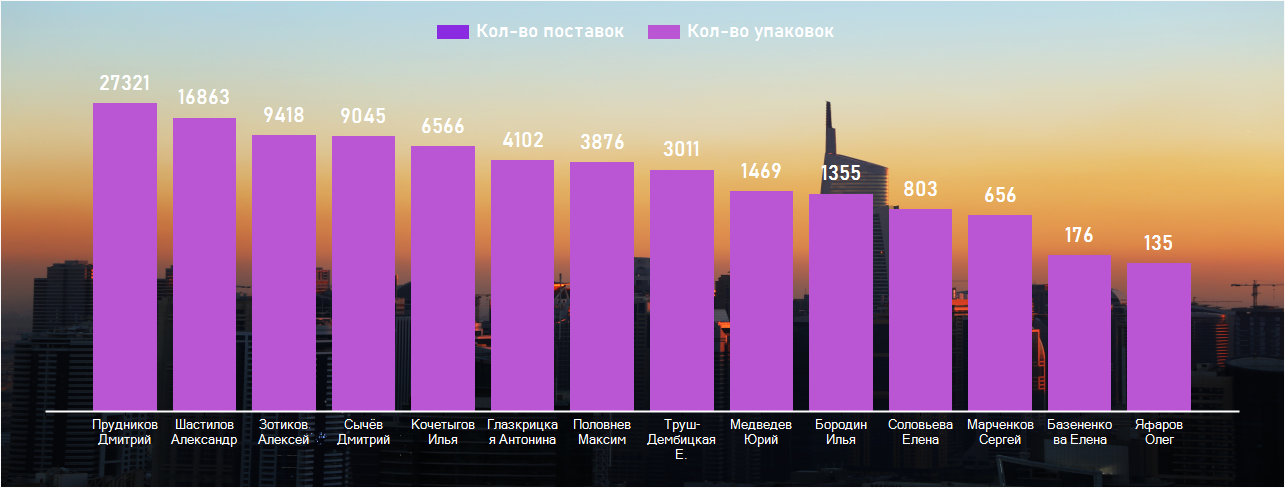 Кол-во поставок Кол-во упаковок
27321 16863 9418 9045 6566 4102 3876 3011 1469 1355 803 656 176 135
Прудников
Дмитрий
Шастилов
Александр
Зотиков
Алексей
Сычёв
Дмитрий
Кочетыгов
Илья
Глазкрицка
я Антонина
Половнев
Максим
Труш-
Дембицкая
Е.
Медведев
Юрий
Бородин
Илья
Соловьева
Елена
Марченков
Сергей
Базененко
ва Елена
Яфаров
Олег